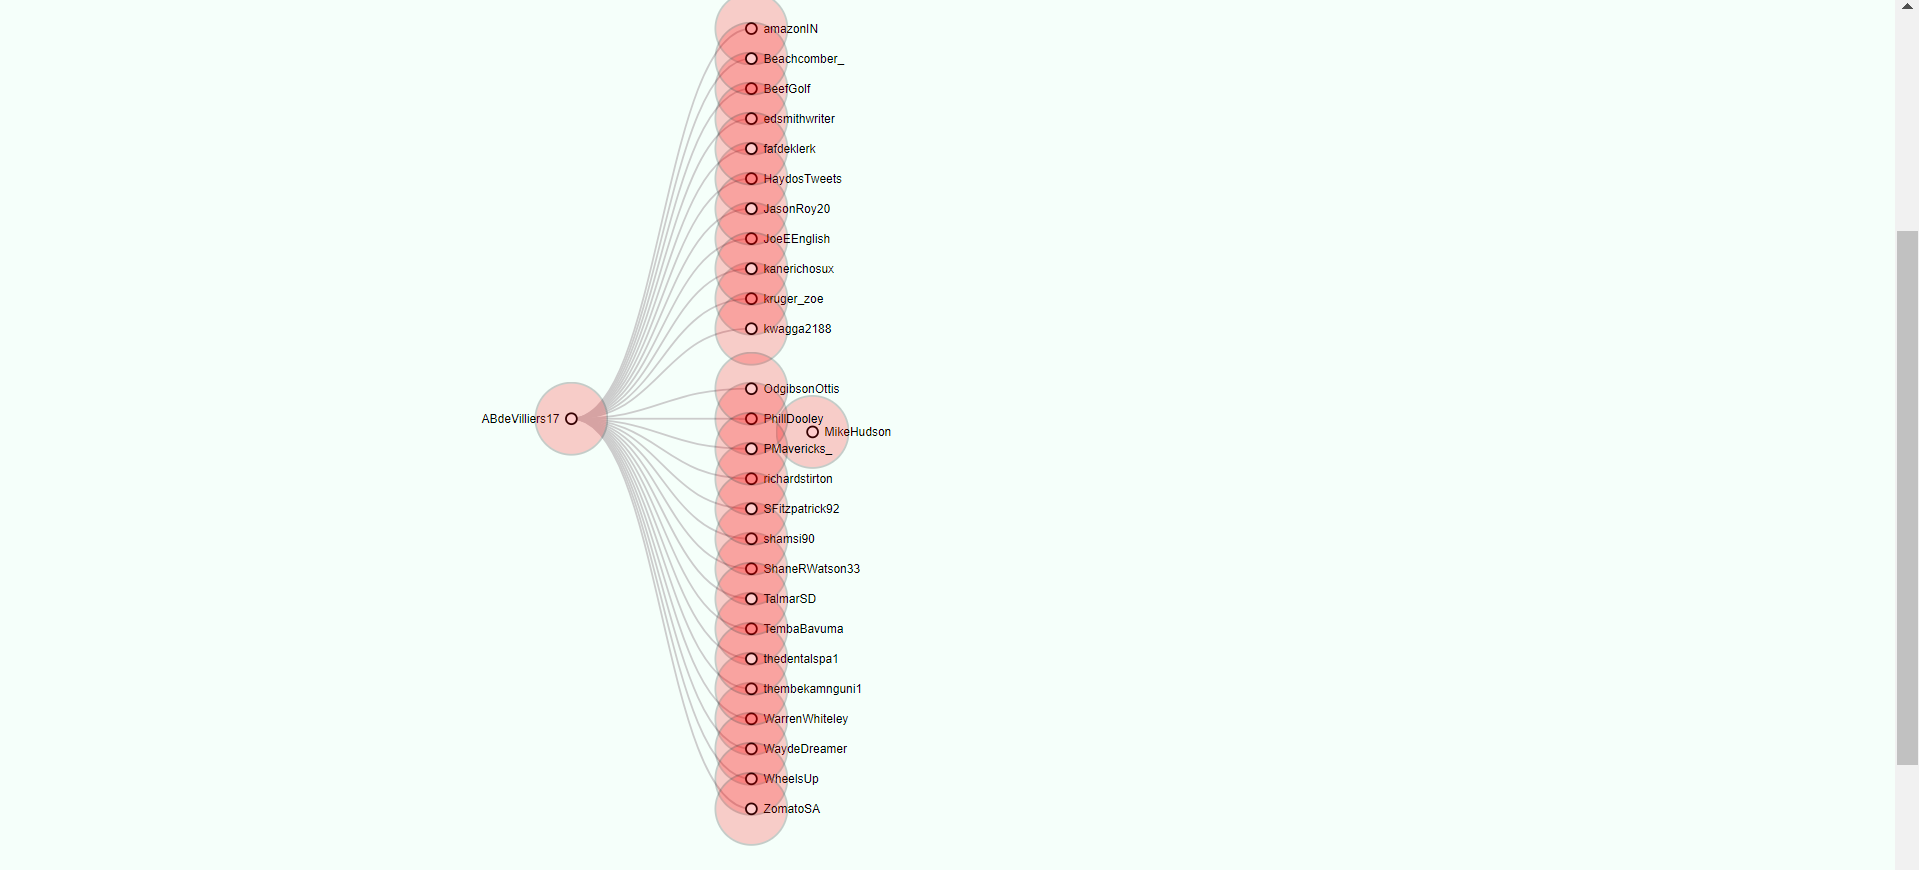 amazonIN
Beachcomber_
BeefGolf
edsmithwriter
fafdeklerk
HaydosTweets
JasonRoy20
JoeEEnglish
kanerichosux
kruger_zoe
kwagga2188
OdgibsonOttis
ABdeVilliers17
PhillDooley
MikeHudson
PMavericks_
richardstirton
SFitzpatrick92
shamsi90
ShaneRWatson33
TalmarSD
TembaBavuma
thedentalspa1
thembekamnguni1
WarrenWhiteley
WaydeDreamer
WheelsUp
ZomatoSA